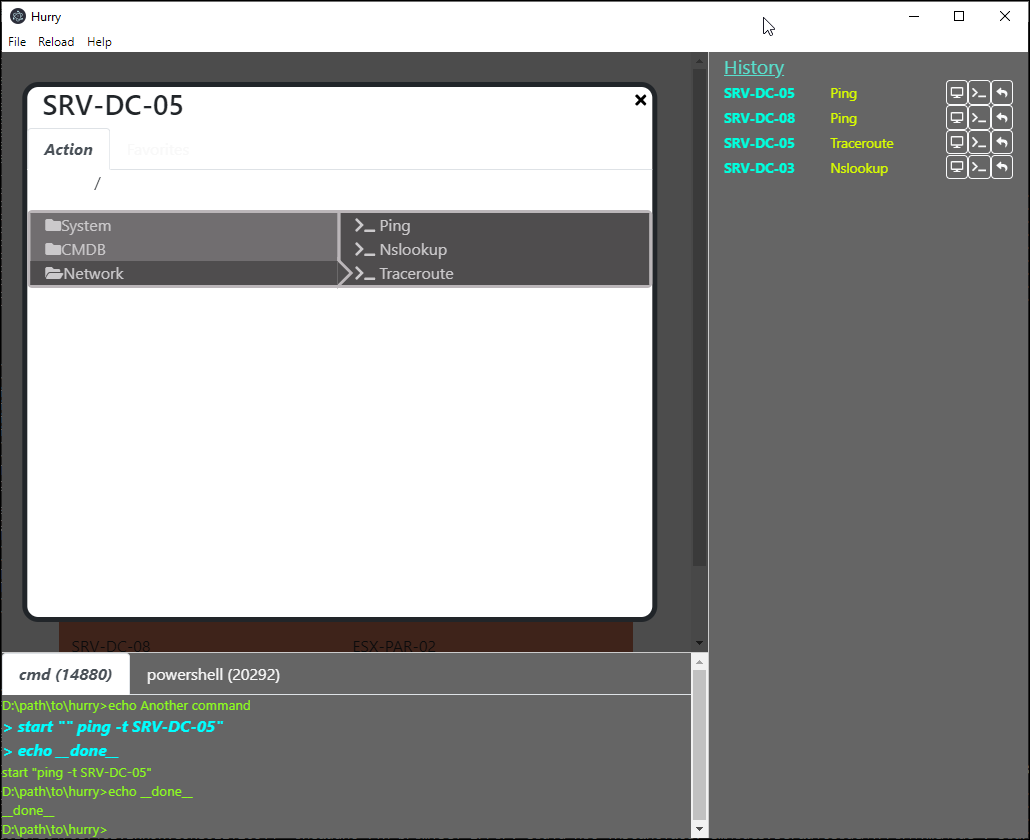 Hurry
File Reload Help
SRV-DC-05
Action Favorites
/
System
CMDB
Network
>_ Ping
>_ Nslookup
>_ Traceroute
SRV-DC-08 ESX-PAR-02
History
SRV-DC-05 Ping
SRV-DC-08 Ping
SRV-DC-05 Traceroute
SRV-DC-03 Nslookup
cmd (14880) powershell (20292)
D:\path\to\hurry>echo Another command
> start "" ping -t SRV-DC-05"
> echo __done__
start "ping -t SRV-DC-05"
D:\path\to\hurry>echo __done__
__done__
D:\path\to\hurry>